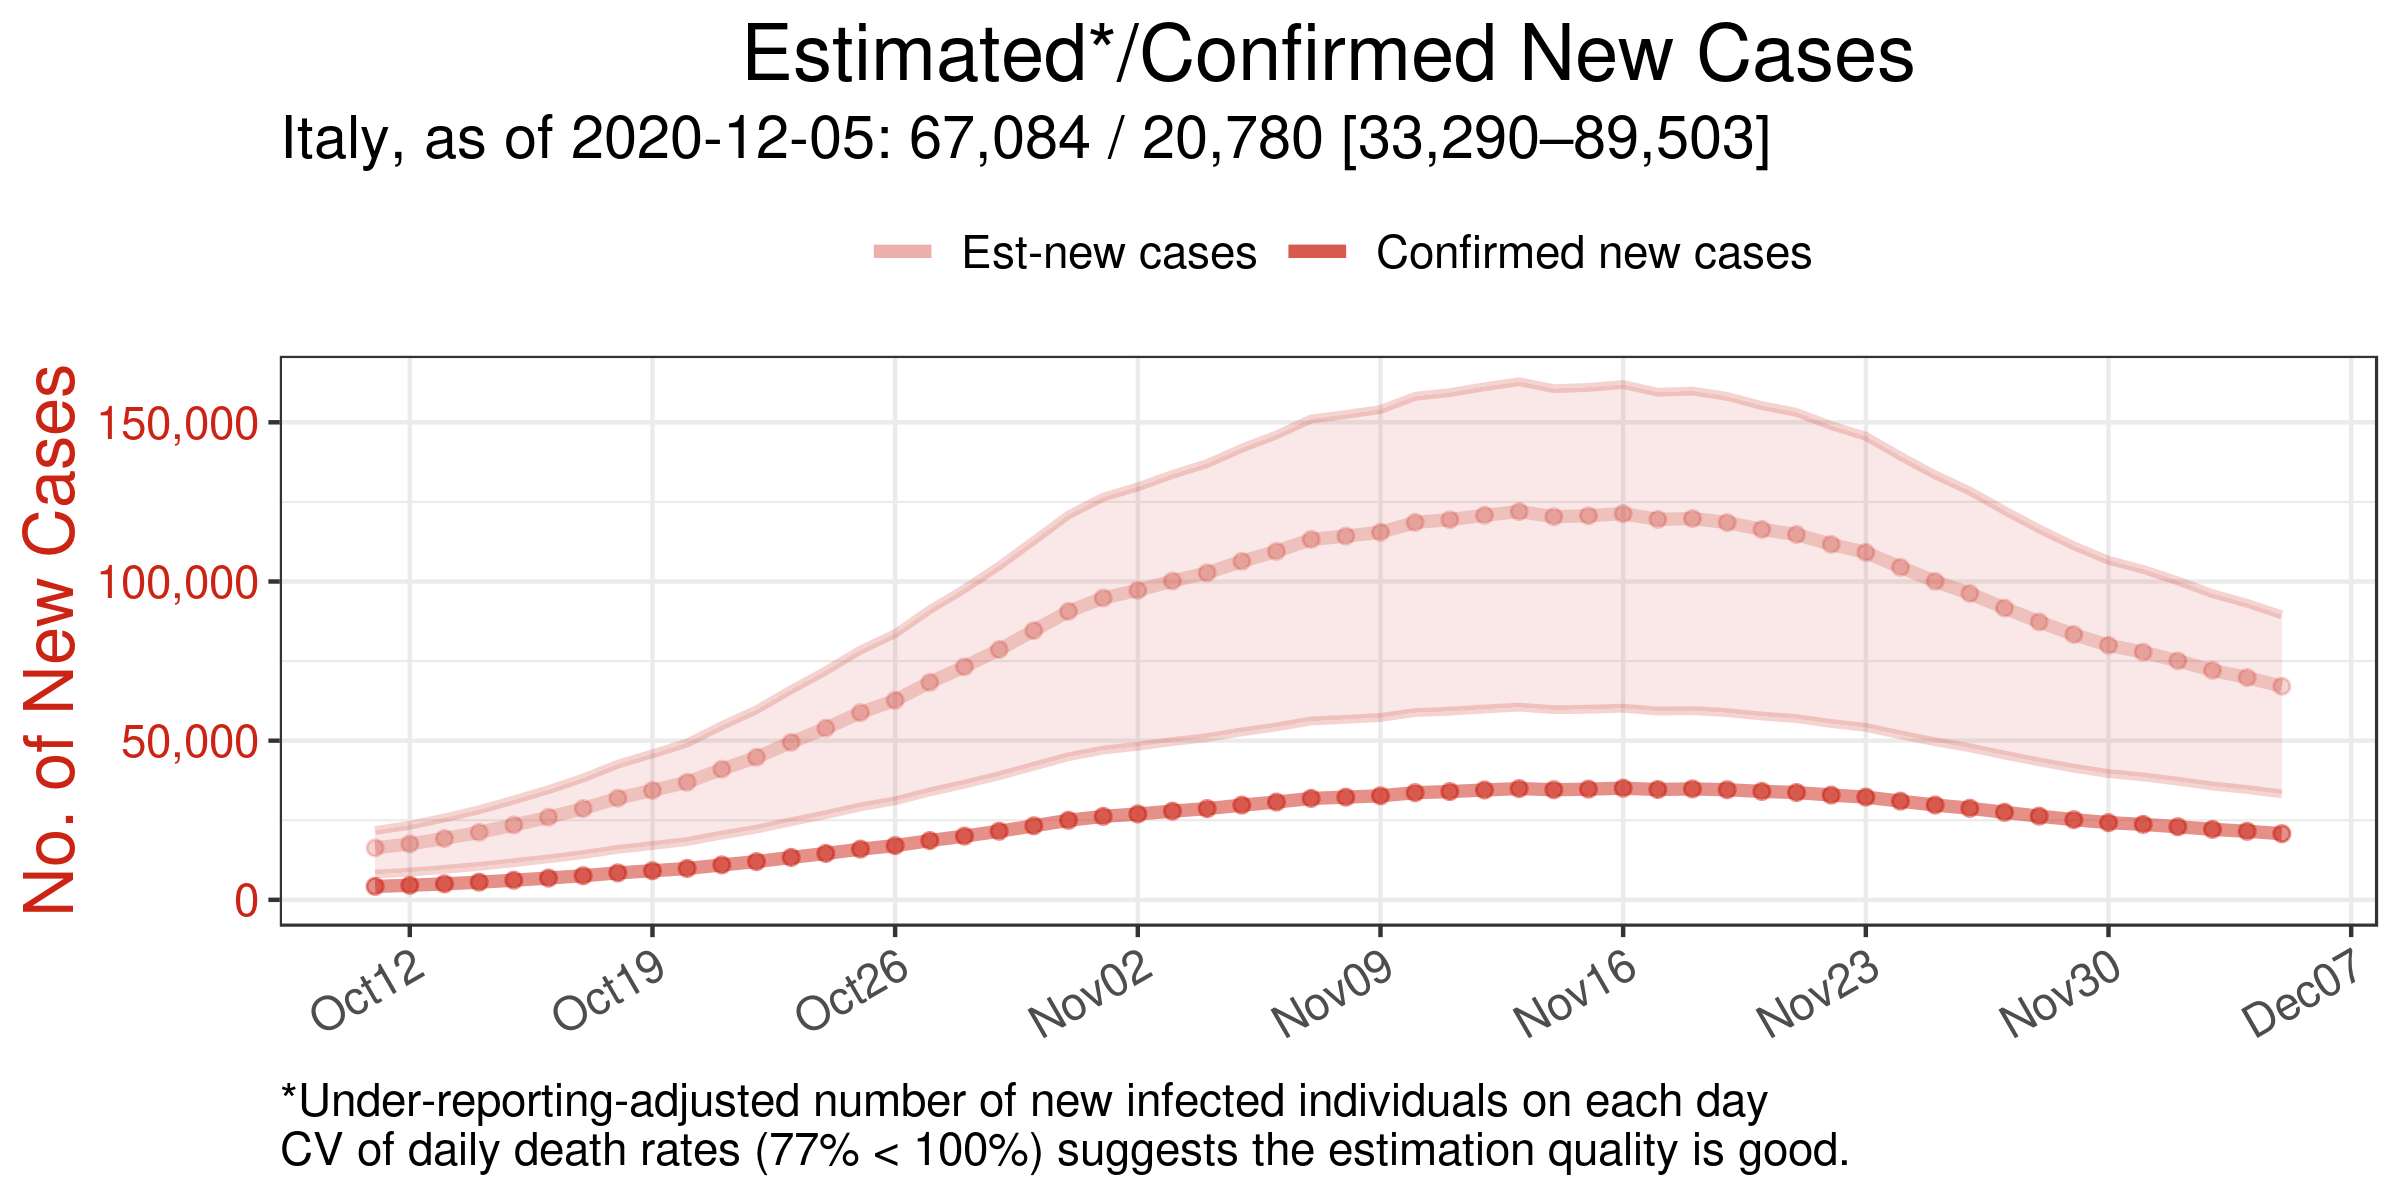 Estimated*/Confirmed New Cases
Italy, as of 2020-12-05: 67,084 / 20,780 [33,290–89,503]
Est-new cases
Confirmed new cases
No. of New Cases
150,000
100,000
50,000
0
Oct12
Oct19
Oct26
Nov02
Nov09
Nov16
Nov23
Nov30
Dec07
*Under-reporting-adjusted number of new infected individuals on each day
CV of daily death rates (77% < 100%) suggests the estimation quality is good.